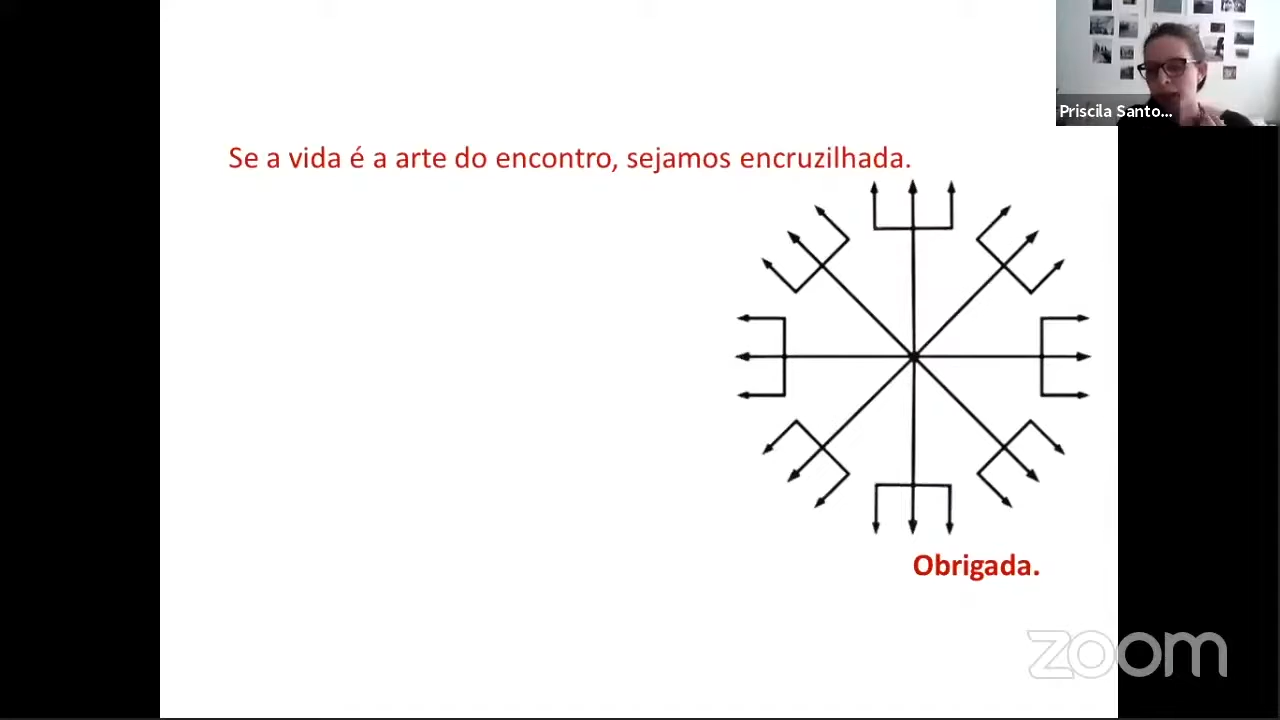 Priscila Santo...
Se a vida é a arte do encontro, sejamos encruzilhada.
Obrigada.
zoom